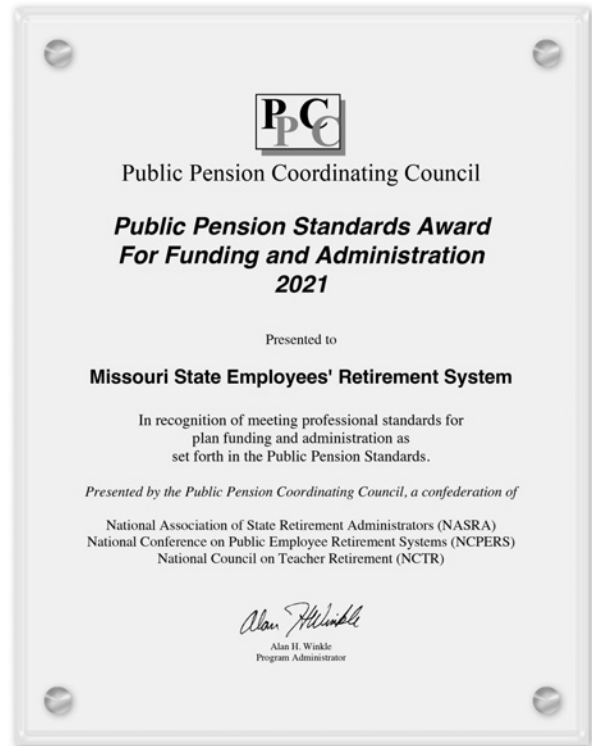 PPCC
Public Pension Coordinating Council
Public Pension Standards Award
For Funding and Administration
2021
Presented to
Missouri State Employees' Retirement System
In recognition of meeting professional standards for
plan funding and administration as
set forth in the Public Pension Standards.
Presented by the Public Pension Coordinating Council, a confederation of
National Association of State Retirement Administrators (NASRA)
National Conference on Public Employee Retirement Systems (NCPERS)
National Council on Teacher Retirement (NCTR)
Alan H Winkle
Alan H. Winkle
Program Administrator